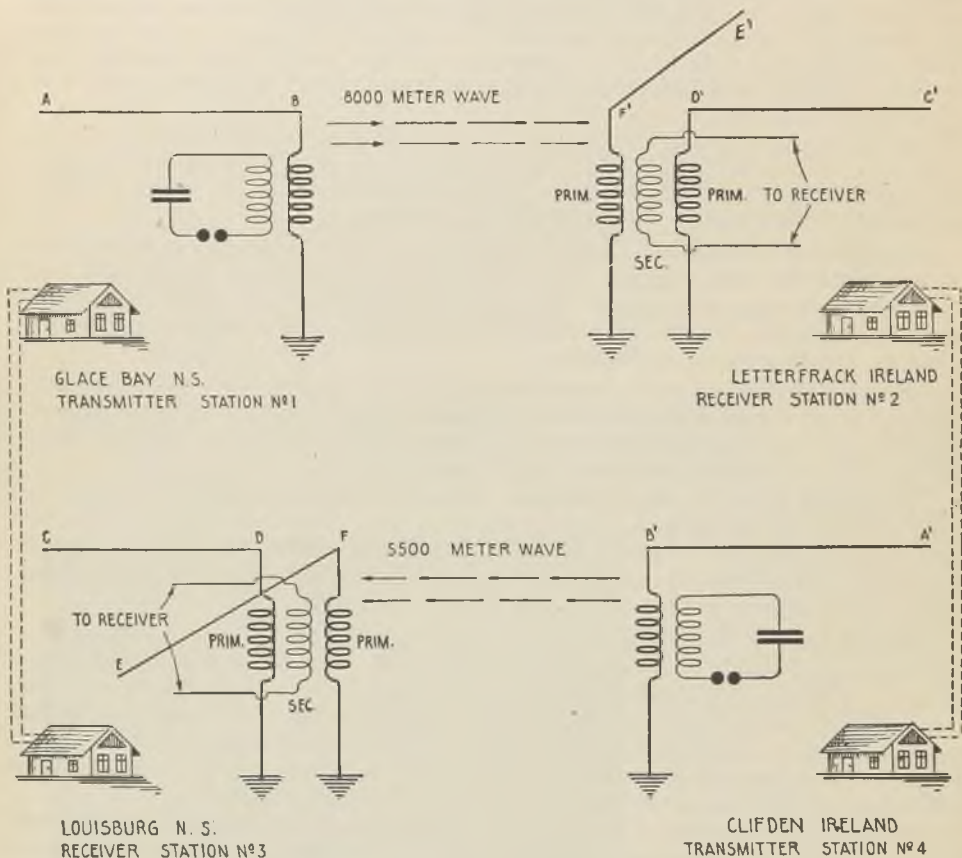 E'
A
B
8000 METER WAVE
F'
D'
C'
PRIM.
PRIM.
TO RECEIVER
SEC.
GLACE BAY N.S.
TRANSMITTER STATION Nº1
LETTERFRACK IRELAND
RECEIVER STATION Nº2
C
D
F
5500 METER WAVE
B'
A'
TO RECEIVER
PRIM.
PRIM.
E
SEC
LOUISBURG N.S.
RECEIVER STATION Nº3
CLIFDEN IRELAND
TRANSMITTER STATION Nº4